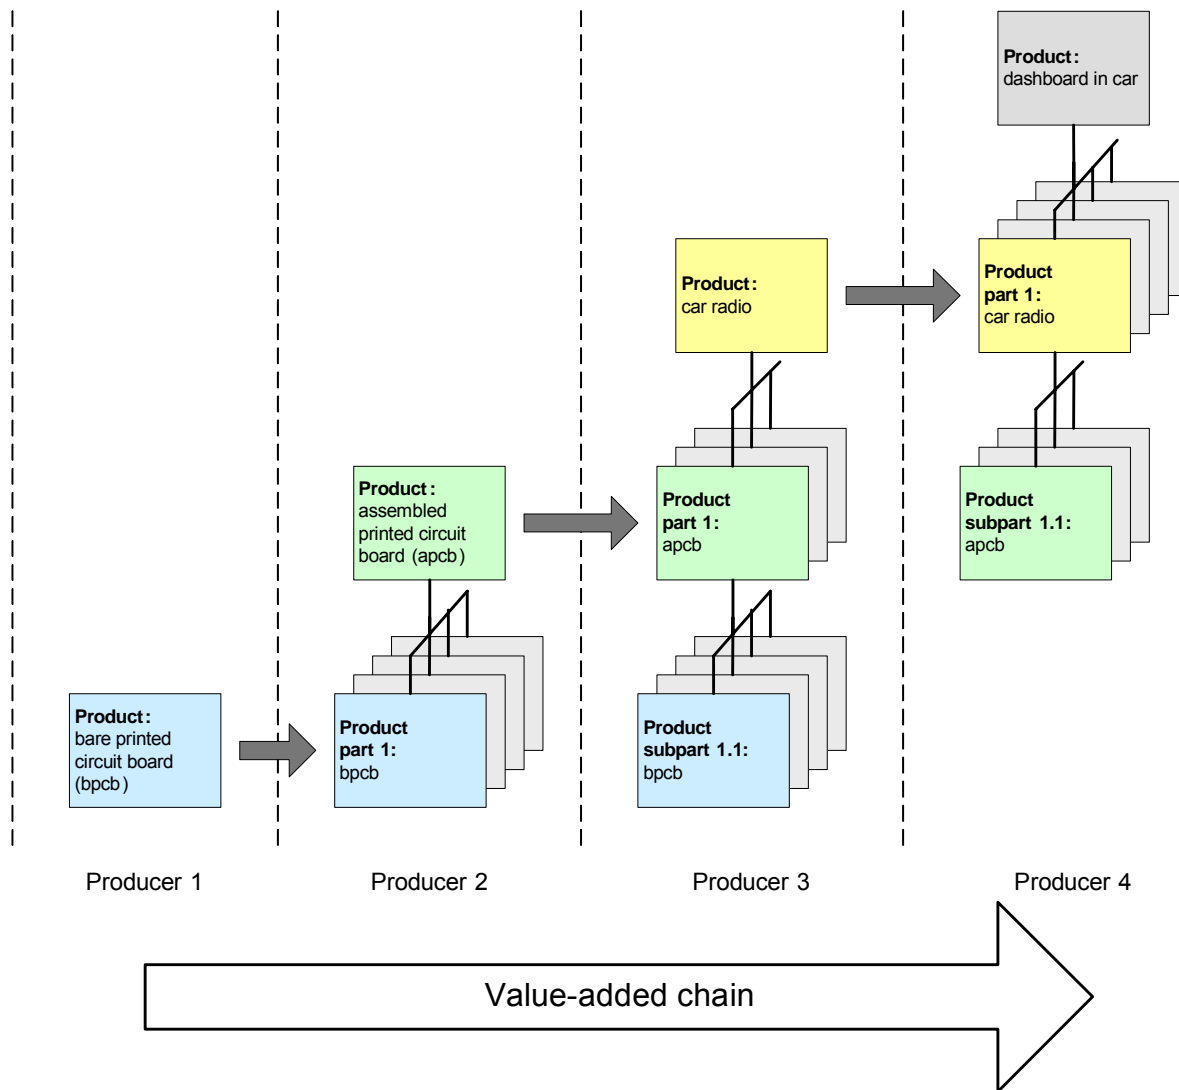 Product:
dashboard in car
Product:
car radio
Product
part 1:
car radio
Product:
assembled
printed circuit
board (apcb)
Product
part 1:
apcb
Product
subpart 1.1:
apcb
Product:
bare printed
circuit board
(bpcb)
Product
part 1:
bpcb
Product
subpart 1.1:
bpcb
Producer 1
Producer 2
Producer 3
Producer 4
Value-added chain